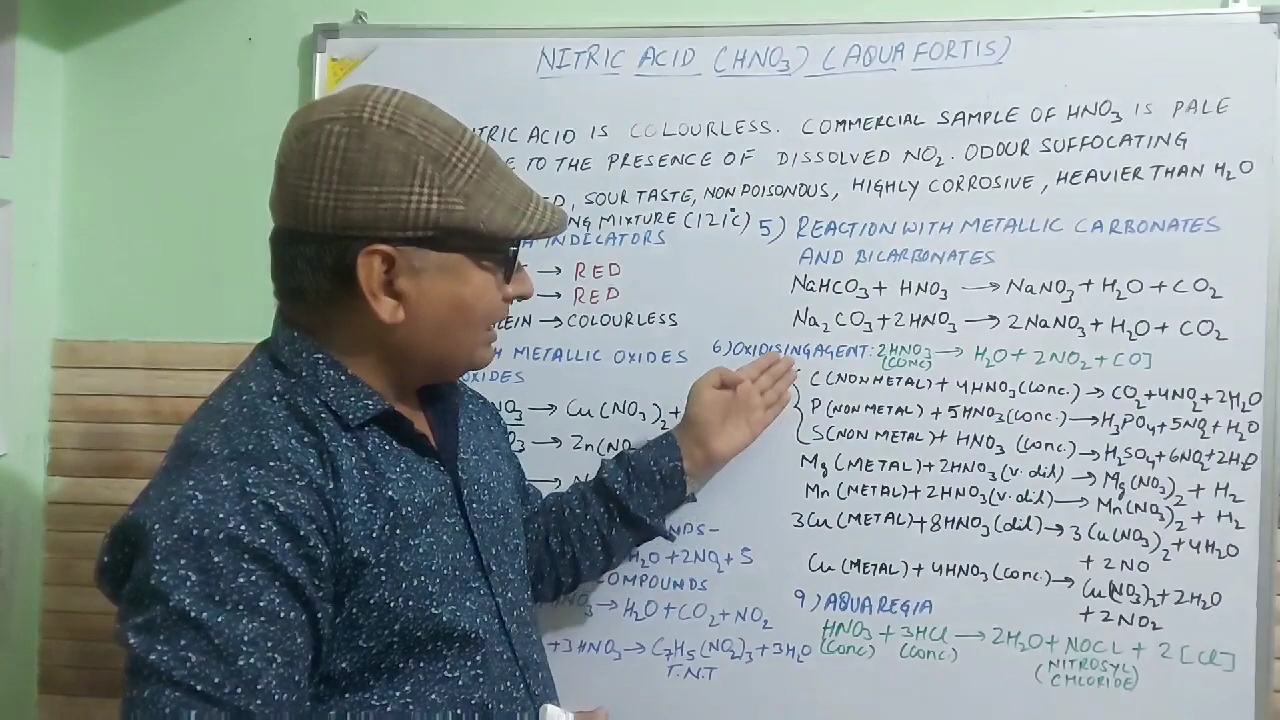 NITRIC ACID (HNO₃) (AQUA FORTIS)
NITRIC ACID IS COLOURLESS. COMMERCIAL SAMPLE OF HNO₃ IS PALE
TO THE PRESENCE OF DISSOLVED NO₂. ODOUR SUFFOCATING
SOUR TASTE, NON POISONOUS, HIGHLY CORROSIVE, HEAVIER THAN H₂O
MIXTURE (121°C)
INDECATORS
→ RED
→ RED
→ COLOURLESS
METALLIC OXIDES
OXIDES
→ Cu(NO₃)₂+
→ Zn(NO
→ N
NDS-
H₂O+2NO₂+S
COMPOUNDS
→ H₂O+CO₂+NO₂
+3HNO₃→ C₇H₅(NO₂)₃+3H₂O
T.N.T
5) REACTION WITH METALLIC CARBONATES
AND BICARBONATES
NaHCO₃+ HNO₃ → NaNO₃+H₂O+CO₂
Na₂CO₃+2HNO₃ → 2NaNO₃+H₂O+ CO₂
6) OXIDISING AGENT: 2HNO₃ → H₂O+ 2NO₂+[O]
(CONC)
C(NON METAL)+ 4HNO₃(conc.)→ CO₂+4NO₂+2H₂O
P(NON METAL) + 5HNO₃(conc.)→H₃PO₄+5NO₂+H₂O
S(NON METAL)+ HNO₃ (conc.)→H₂SO₄+6NO₂+2H₂O
Mg(METAL)+2HNO₃(v.dil) → Mg(NO₃)₂ + H₂
Mn(METAL)+2HNO₃(v.dil)→ Mn(NO₃)₂ + H₂
3Cu(METAL)+8HNO₃(dil)→3 Cu(NO₃)₂+4H₂O
+ 2NO
Cu(METAL)+4HNO₃(conc.)→ Cu(NO₃)₂+2H₂O
+ 2NO₂
9) AQUA REGIA
HNO₃ + 3HCl → 2H₂O+ NOCl + 2[Cl]
(conc) (conc.)
(NITROSYL
CHLORIDE)